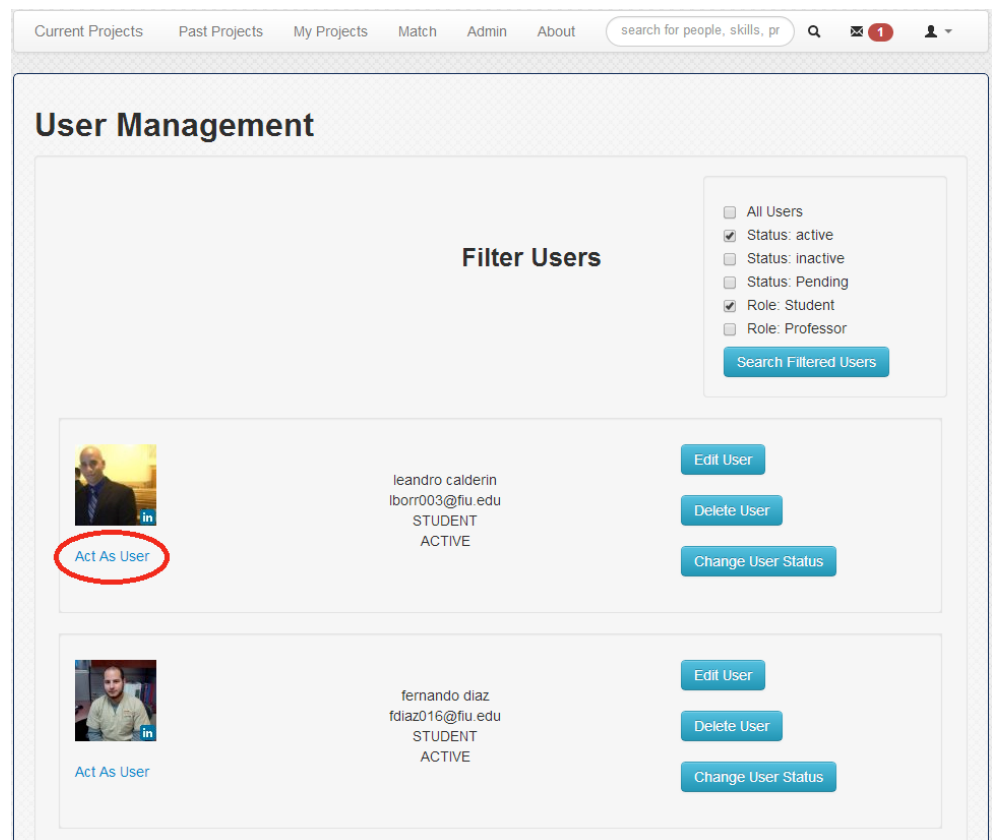 Current Projects Past Projects My Projects Match Admin About search for people, skills, pr 1
User Management
Filter Users
All Users
Status: active
Status: inactive
Status: Pending
Role: Student
Role: Professor
Search Filtered Users
in
Act As User
leandro calderin
lborr003@fiu.edu
STUDENT
ACTIVE
Edit User
Delete User
Change User Status
in
Act As User
fernando diaz
fdiaz016@fiu.edu
STUDENT
ACTIVE
Edit User
Delete User
Change User Status